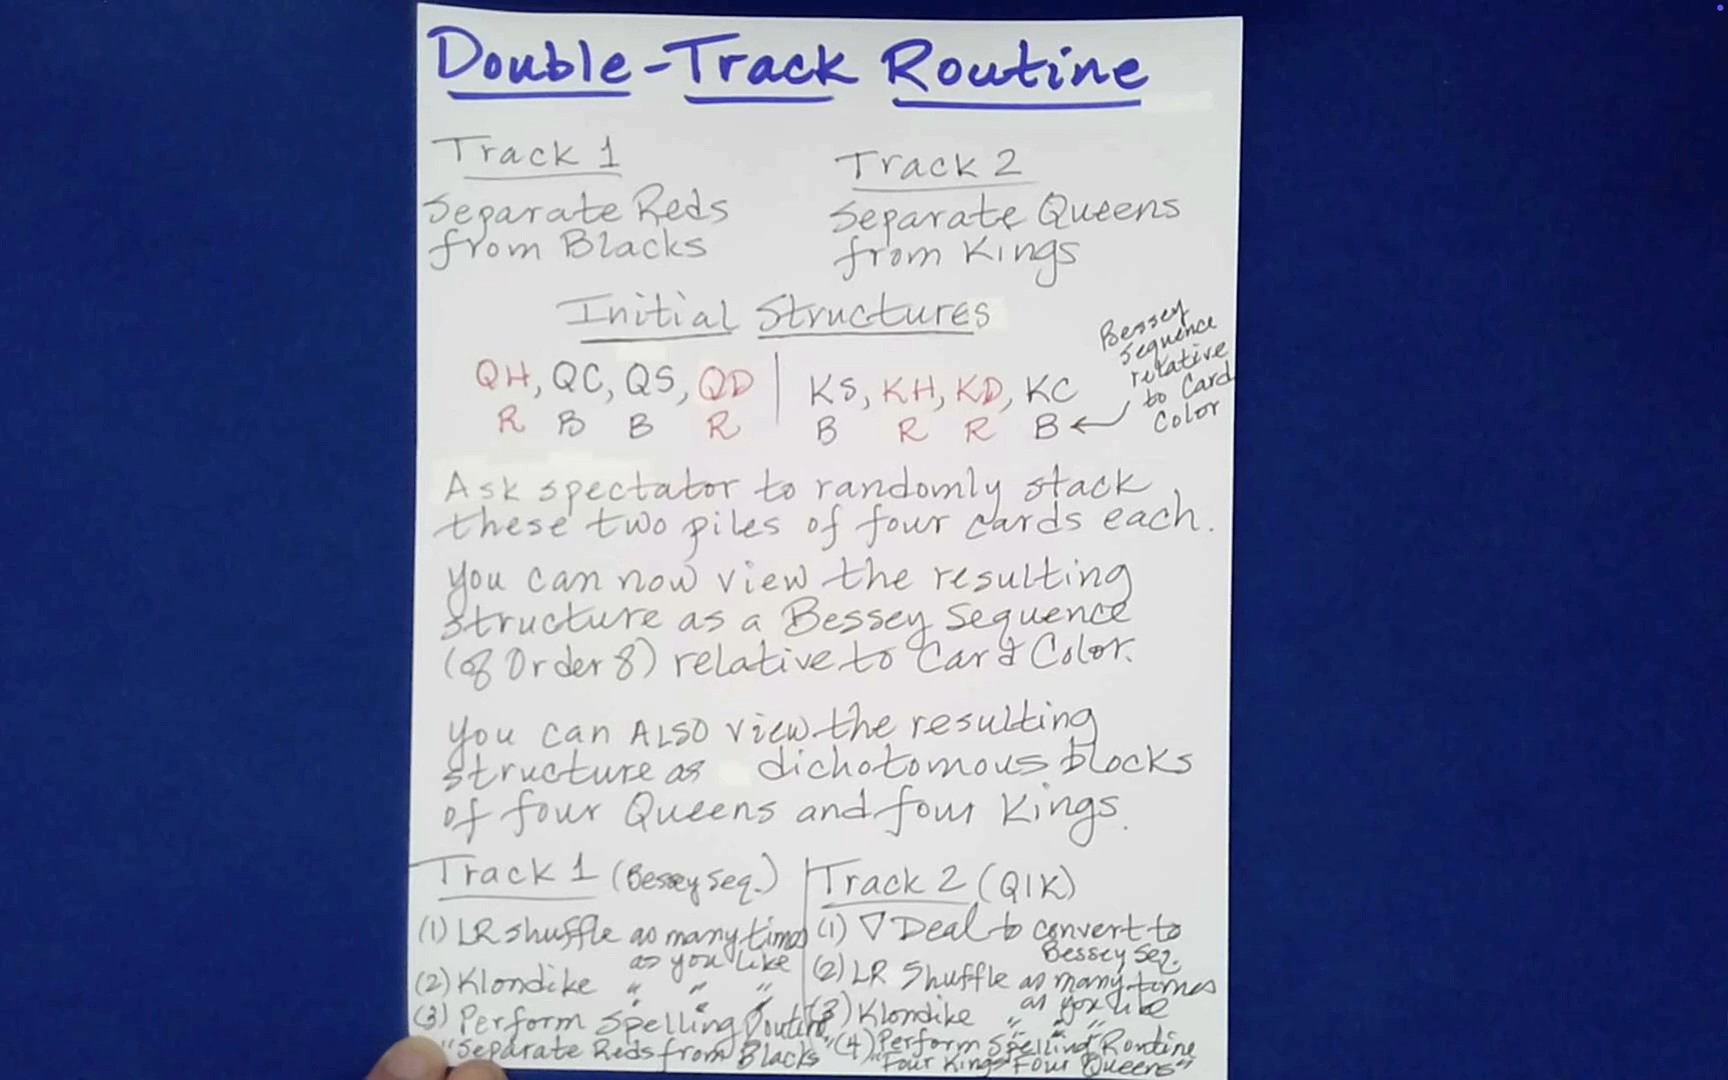 Double-Track Routine
Track 1
Separate Reds
from Blacks
Track 2
Separate Queens
from Kings
Initial Structures
QH, QC, QS, QD | KS, KH, KD, KC
R B B R B R R B ←
Bessey
Sequence
relative
to Card
Color
Ask spectator to randomly stack
these two piles of four cards each.
You can now view the resulting
structure as a Bessey Sequence
(of Order 8) relative to Card Color.
You can ALSO view the resulting
structure as dichotomous blocks
of four Queens and four Kings.
Track 1 (Bessey Seq.)
(1) LR shuffle as many times
as you like
(2) Klondike " " "
(3) Perform Spelling Routine
"Separate Reds from Blacks"
Track 2 (Q|K)
(1) ▽ Deal to convert to
Bessey Seq.
(2) LR Shuffle as many times
as you like
(3) Klondike " " "
(4) Perform Spelling Routine
"Four Kings Four Queens"